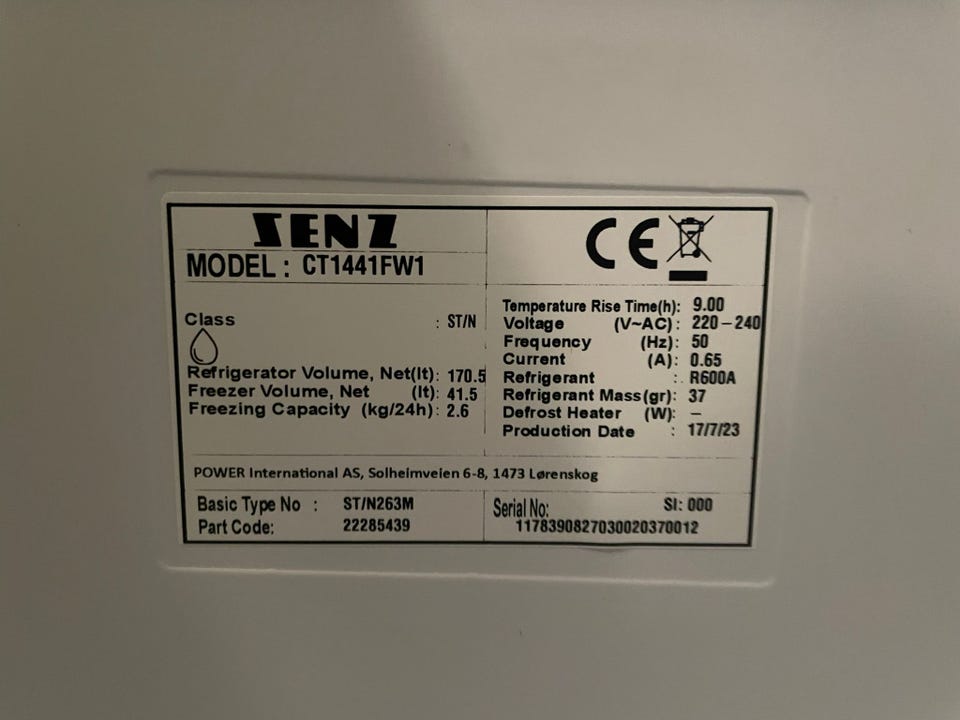 SENZ
MODEL : CT1441FW1
CE
Class : ST/N
Refrigerator Volume, Net(lt): 170.5
Freezer Volume, Net (lt): 41.5
Freezing Capacity (kg/24h): 2.6
Temperature Rise Time(h): 9.00
Voltage (V~AC): 220-240
Frequency (Hz): 50
Current (A): 0.65
Refrigerant : R600A
Refrigerant Mass(gr): 37
Defrost Heater (W): –
Production Date : 17/7/23
POWER International AS, Solheimveien 6-8, 1473 Lørenskog
Basic Type No : ST/N263M
Part Code: 22285439
Serial No: SI: 000
1178390827030020370012